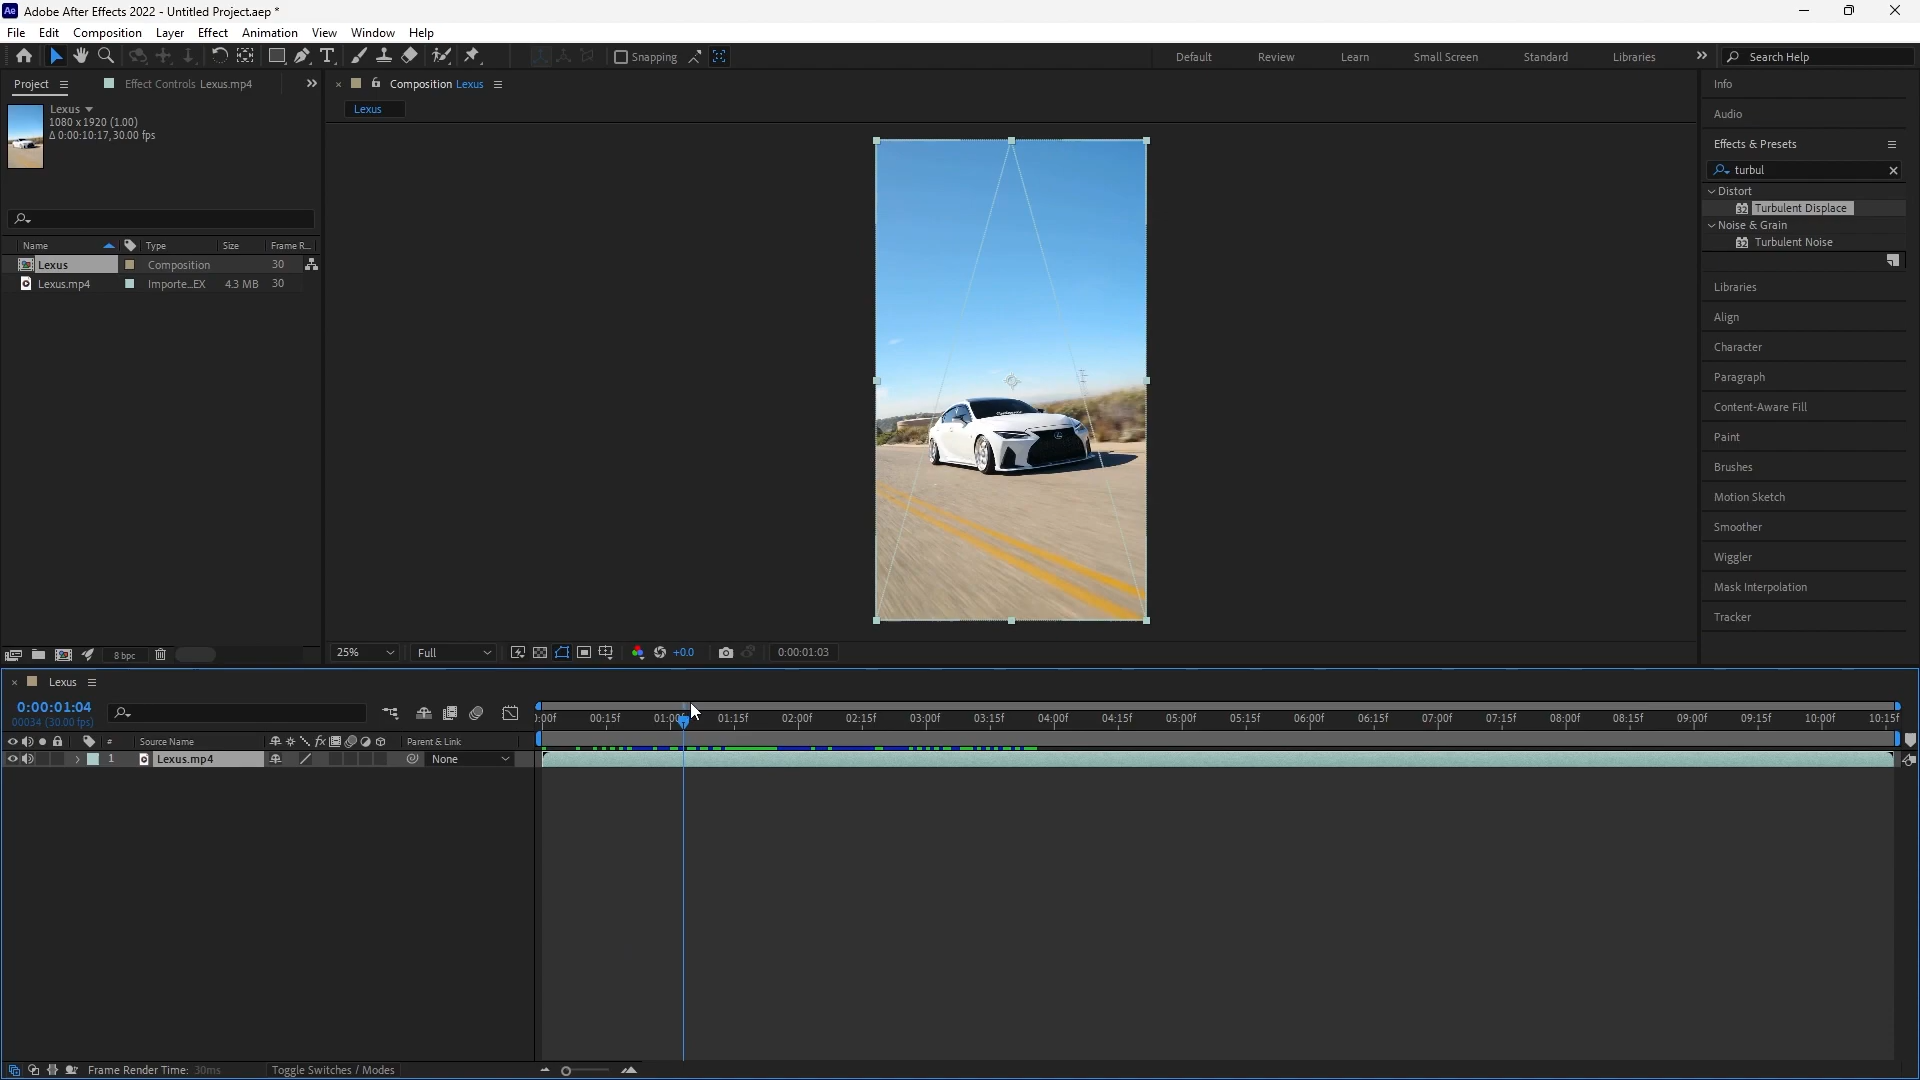 Ae Adobe After Effects 2022 - Untitled Project.aep *
File Edit Composition Layer Effect Animation View Window Help
Snapping
Default Review Learn Small Screen Standard Libraries
Search Help
Project
Effect Controls Lexus.mp4
Lexus
1080 x 1920 (1.00)
Δ 0:00:10:17, 30.00 fps
Name Type Size Frame R...
Lexus Composition 30
Lexus.mp4 Importe...EX 4.3 MB 30
8 bpc
Composition Lexus
Lexus
25% Full +0.0 0:00:01:03
Info
Audio
Effects & Presets
turbul
Distort
32 Turbulent Displace
Noise & Grain
32 Turbulent Noise
Libraries
Align
Character
Paragraph
Content-Aware Fill
Paint
Brushes
Motion Sketch
Smoother
Wiggler
Mask Interpolation
Tracker
Lexus
0:00:01:04
00034 (30.00 fps)
:00f 00:15f 01:00f 01:15f 02:00f 02:15f 03:00f 03:15f 04:00f 04:15f 05:00f 05:15f 06:00f 06:15f 07:00f 07:15f 08:00f 08:15f 09:00f 09:15f 10:00f 10:15f
# Source Name fx Parent & Link
1 Lexus.mp4 None
Frame Render Time: 30ms Toggle Switches / Modes